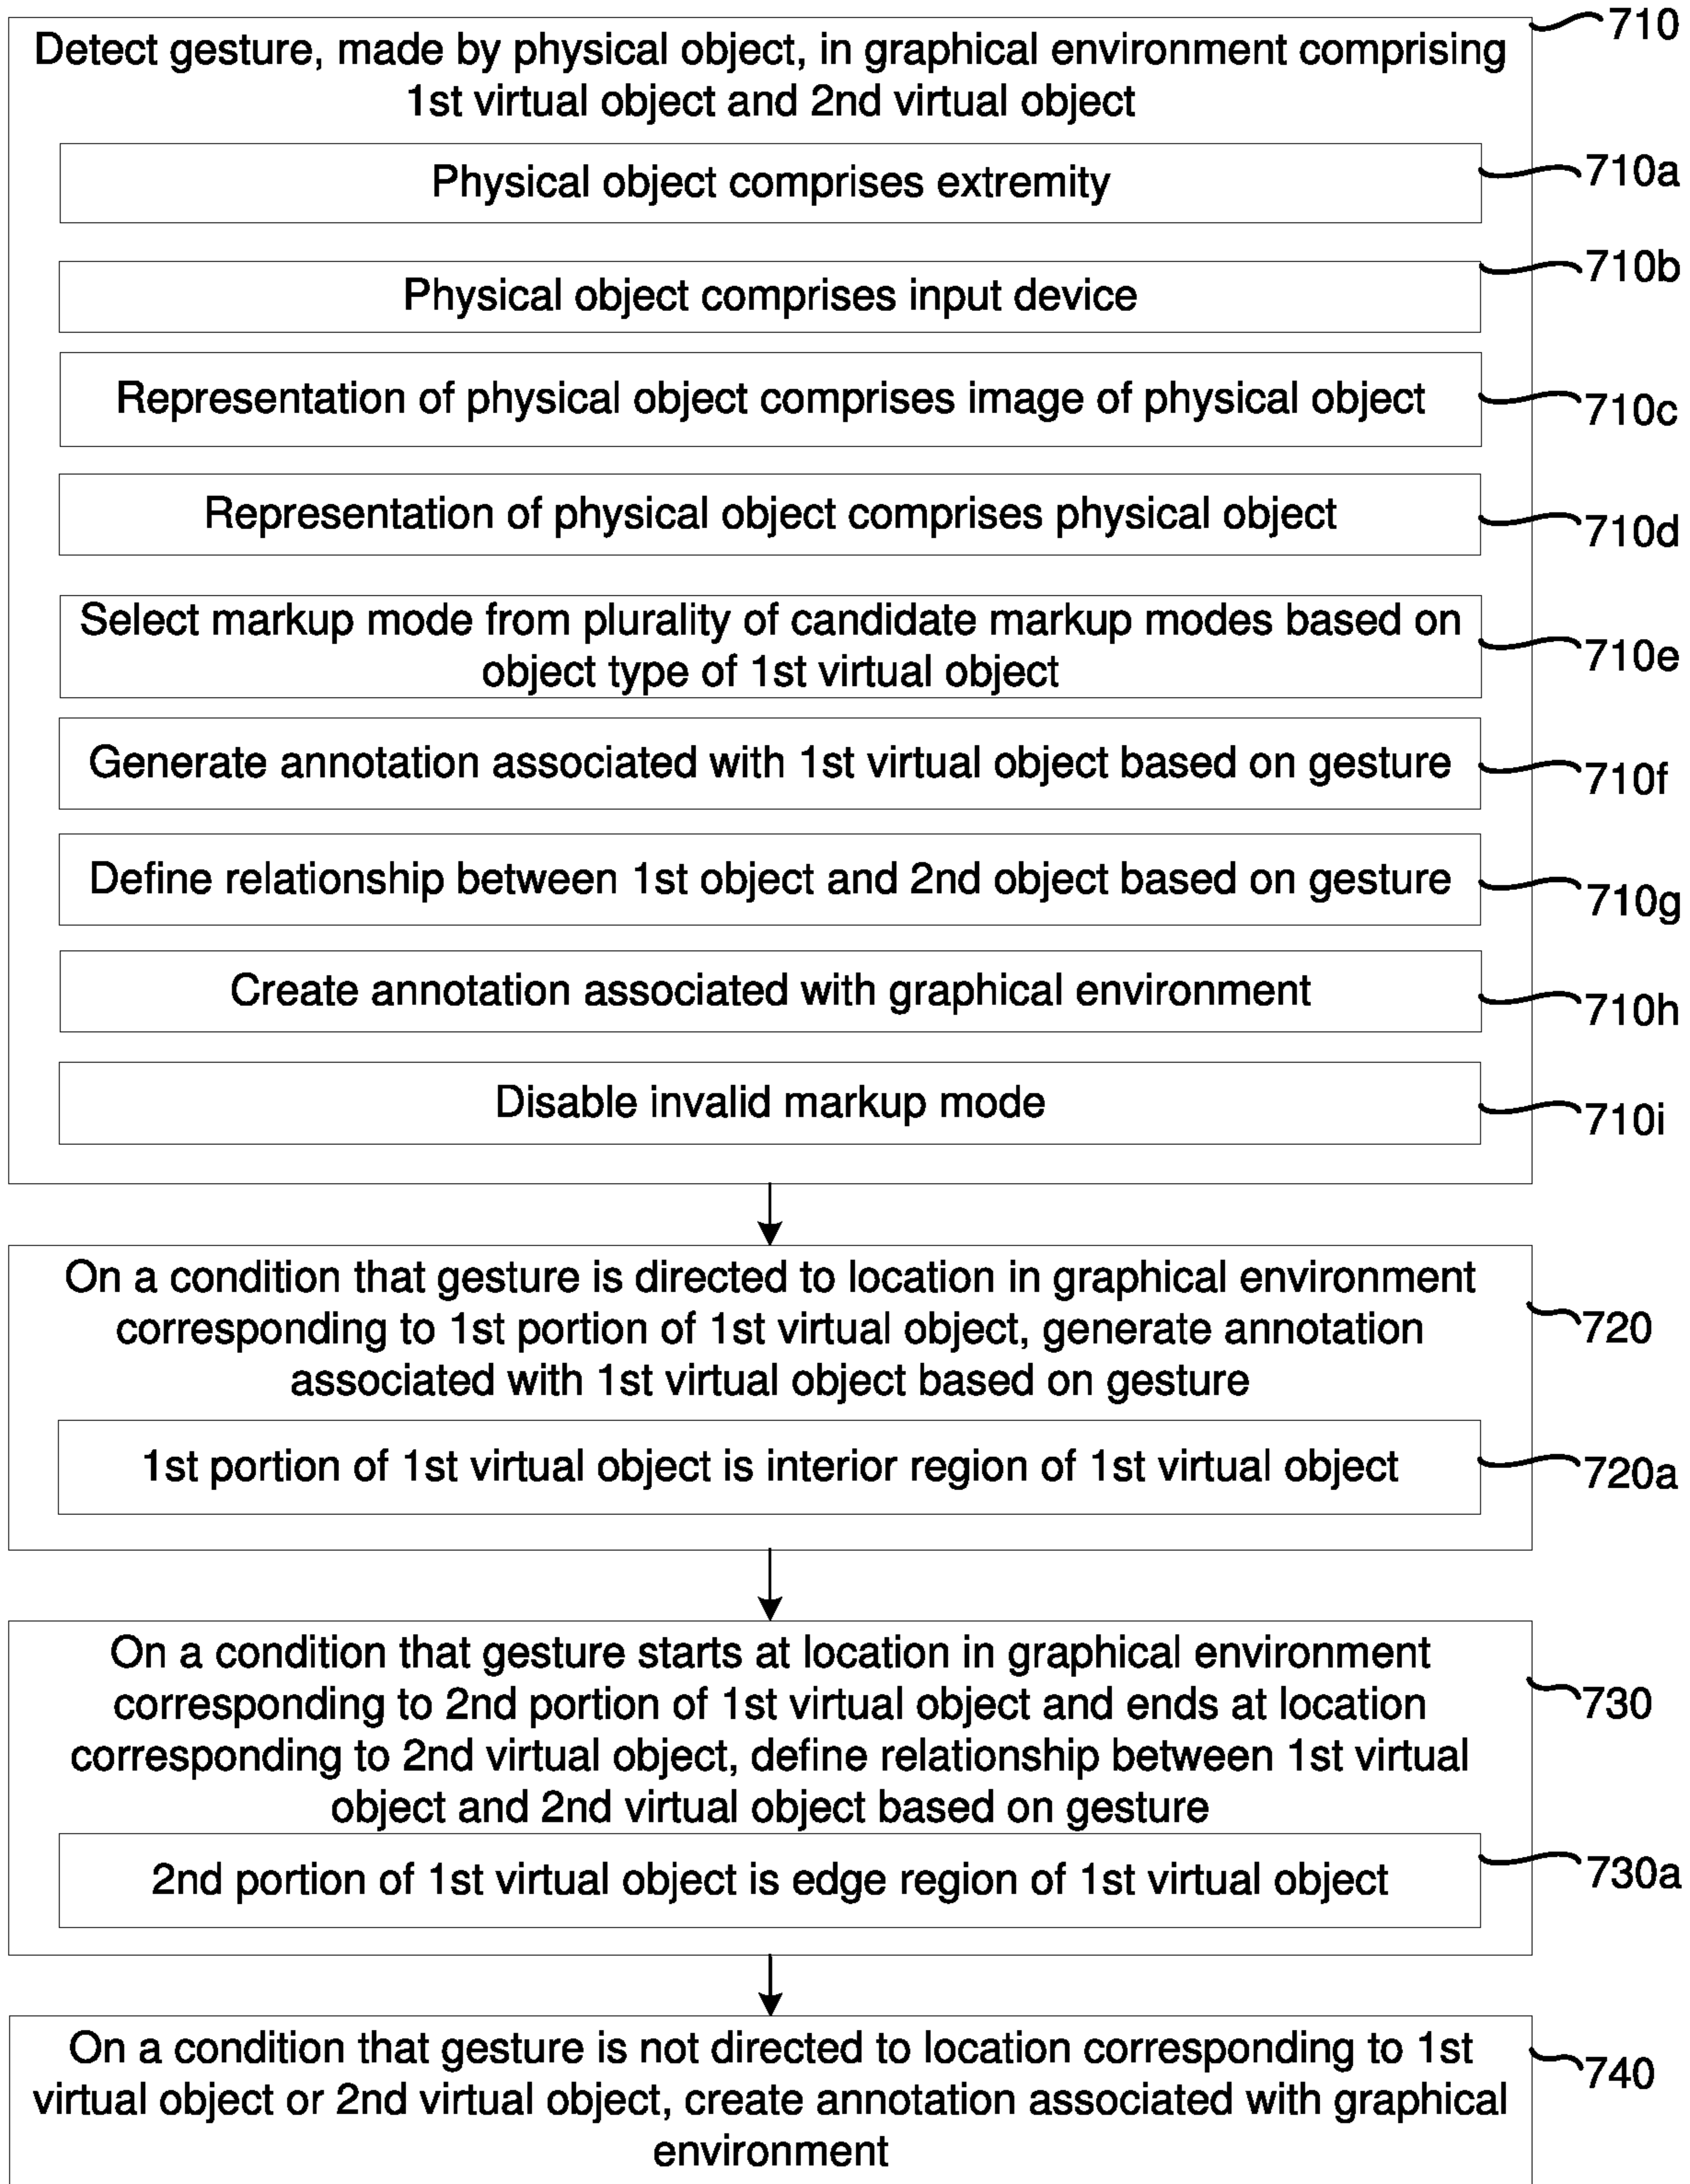 710
Detect gesture, made by physical object, in graphical environment comprising
1st virtual object and 2nd virtual object
Physical object comprises extremity
710a
Physical object comprises input device
710b
Representation of physical object comprises image of physical object
710c
Representation of physical object comprises physical object
710d
Select markup mode from plurality of candidate markup modes based on
object type of 1st virtual object
710e
Generate annotation associated with 1st virtual object based on gesture
710f
Define relationship between 1st object and 2nd object based on gesture
710g
Create annotation associated with graphical environment
710h
Disable invalid markup mode
710i
On a condition that gesture is directed to location in graphical environment
corresponding to 1st portion of 1st virtual object, generate annotation
associated with 1st virtual object based on gesture
720
1st portion of 1st virtual object is interior region of 1st virtual object
720a
On a condition that gesture starts at location in graphical environment
corresponding to 2nd portion of 1st virtual object and ends at location
corresponding to 2nd virtual object, define relationship between 1st virtual
object and 2nd virtual object based on gesture
730
2nd portion of 1st virtual object is edge region of 1st virtual object
730a
On a condition that gesture is not directed to location corresponding to 1st
virtual object or 2nd virtual object, create annotation associated with graphical
environment
740